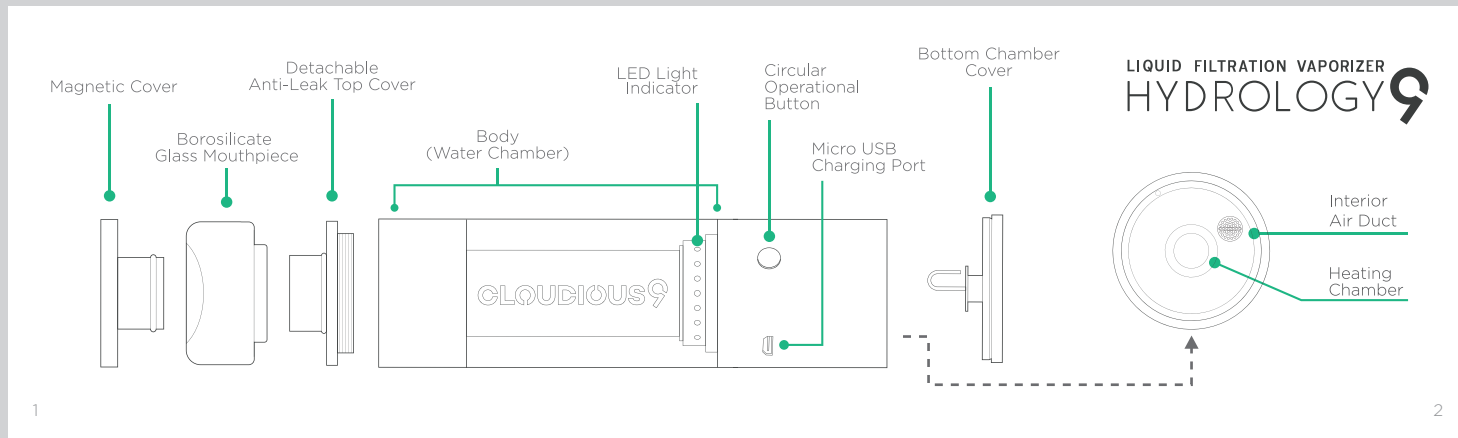 Magnetic Cover
Borosilicate
Glass Mouthpiece
Detachable
Anti-Leak Top Cover
Body
(Water Chamber)
LED Light
Indicator
Circular
Operational
Button
Micro USB
Charging Port
Bottom Chamber
Cover
LIQUID FILTRATION VAPORIZER
HYDROLOGY9
Interior
Air Duct
Heating
Chamber
CLOUDIOUS9
1
2